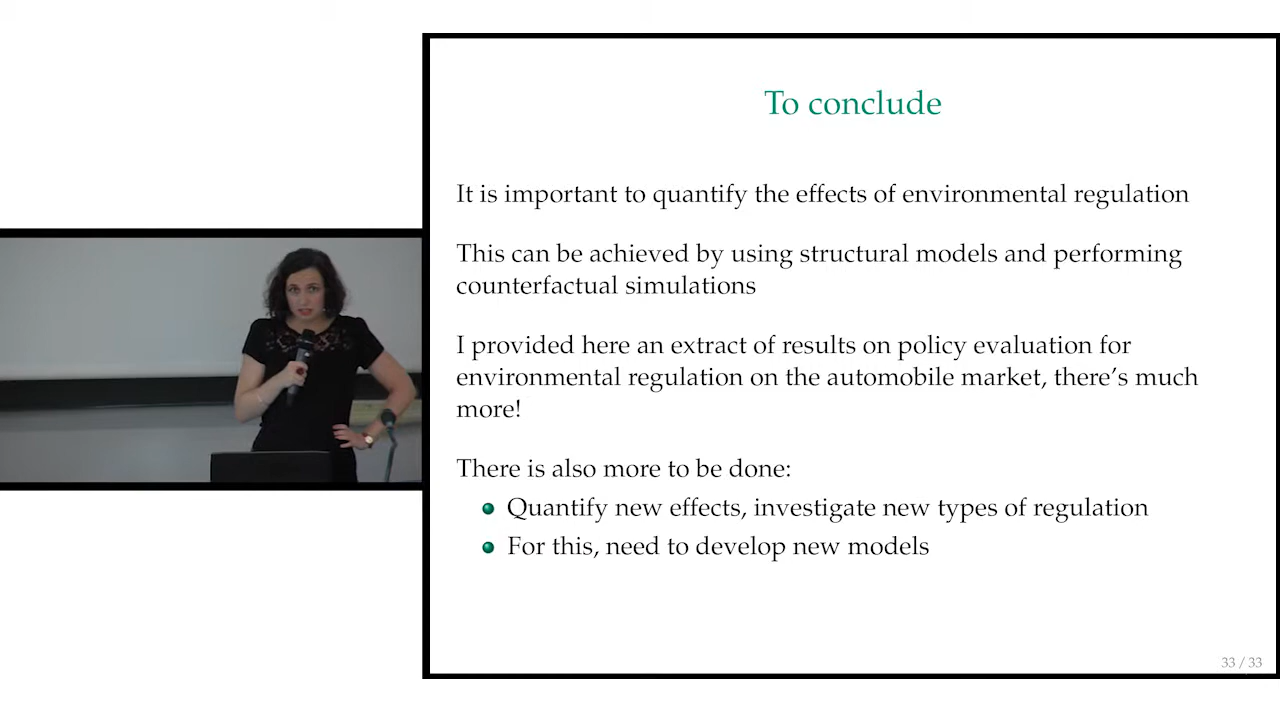 To conclude
It is important to quantify the effects of environmental regulation
This can be achieved by using structural models and performing
counterfactual simulations
I provided here an extract of results on policy evaluation for
environmental regulation on the automobile market, there's much
more!
There is also more to be done:
Quantify new effects, investigate new types of regulation
For this, need to develop new models
33 / 33